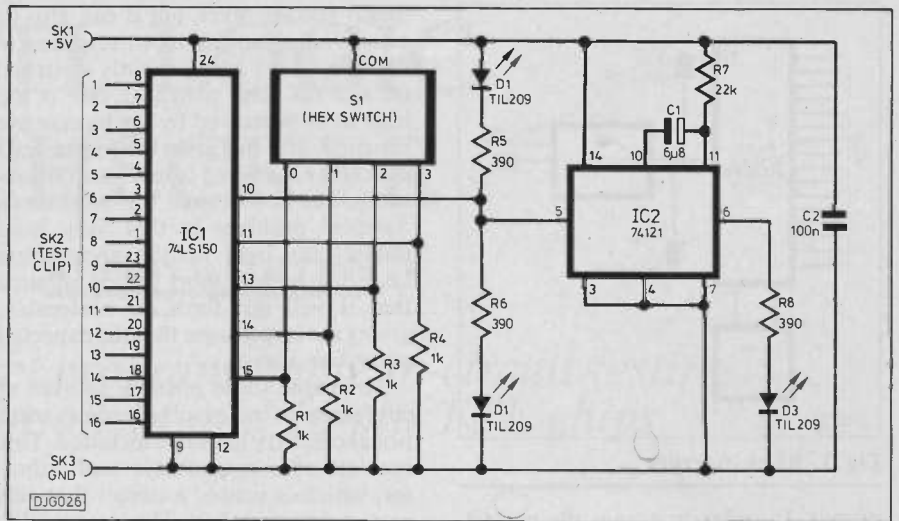 SK1
+5V
SK2
(TEST
CLIP)
SK3
GND
1
2
3
4
5
6
7
8
9
10
11
12
13
14
15
16
8
7
6
5
4
3
2
1
23
22
21
20
19
18
17
16
24
IC1
74LS150
10
11
13
14
15
9
12
COM
S1
(HEX SWITCH)
0
1
2
3
R1
1k
R2
1k
R3
1k
R4
1k
D1
TIL209
R5
390
R6
390
D1
TIL209
C1
6µ8
R7
22k
14
10
11
5
IC2
74121
6
3
4
7
R8
390
D3
TIL209
C2
100n
DJG026